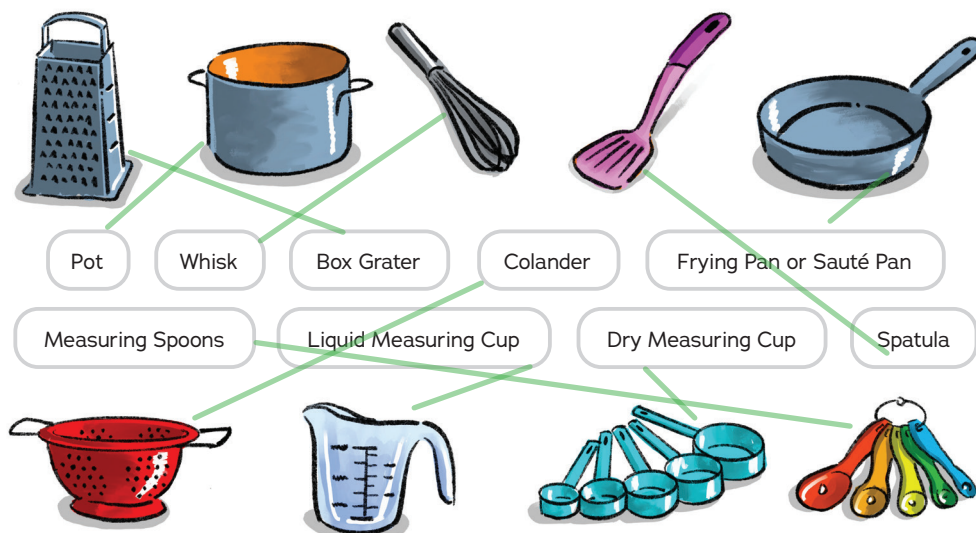 Pot
Whisk
Box Grater
Colander
Frying Pan or Sauté Pan
Measuring Spoons
Liquid Measuring Cup
Dry Measuring Cup
Spatula